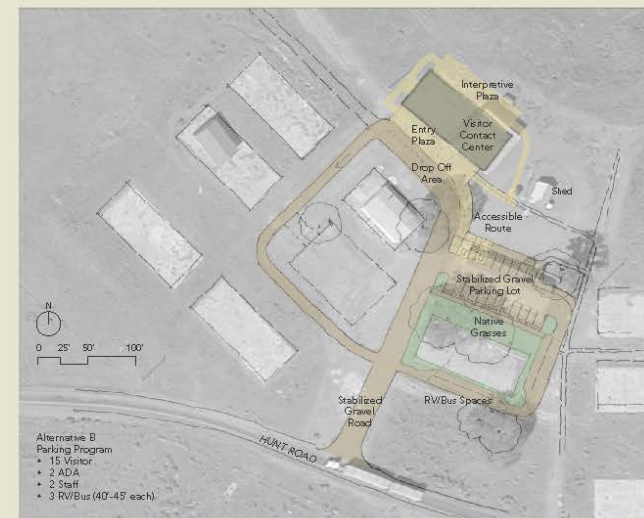 Interpretive
Plaza
Visitor
Contact
Center
Entry
Plaza
Drop Off
Area
Shed
Accessible
Route
Stabilized Gravel
Parking Lot
Native
Grasses
N
0 25' 50' 100'
RV/Bus Spaces
Stabilized
Gravel
Road
HUNT ROAD
Alternative B
Parking Program
• 15 Visitor
• 2 ADA
• 2 Staff
• 3 RV/Bus (40'-45' each)